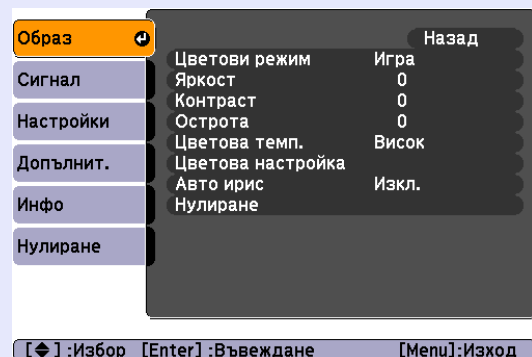 Образ
Сигнал
Настройки
Допълнит.
Инфо
Нулиране
Назад
Цветови режим Игра
Яркост 0
Контраст 0
Острота 0
Цветова темп. Висок
Цветова настройка
Авто ирис Изкл.
Нулиране
[◆] :Избор [Enter] :Въвеждане [Menu]:Изход